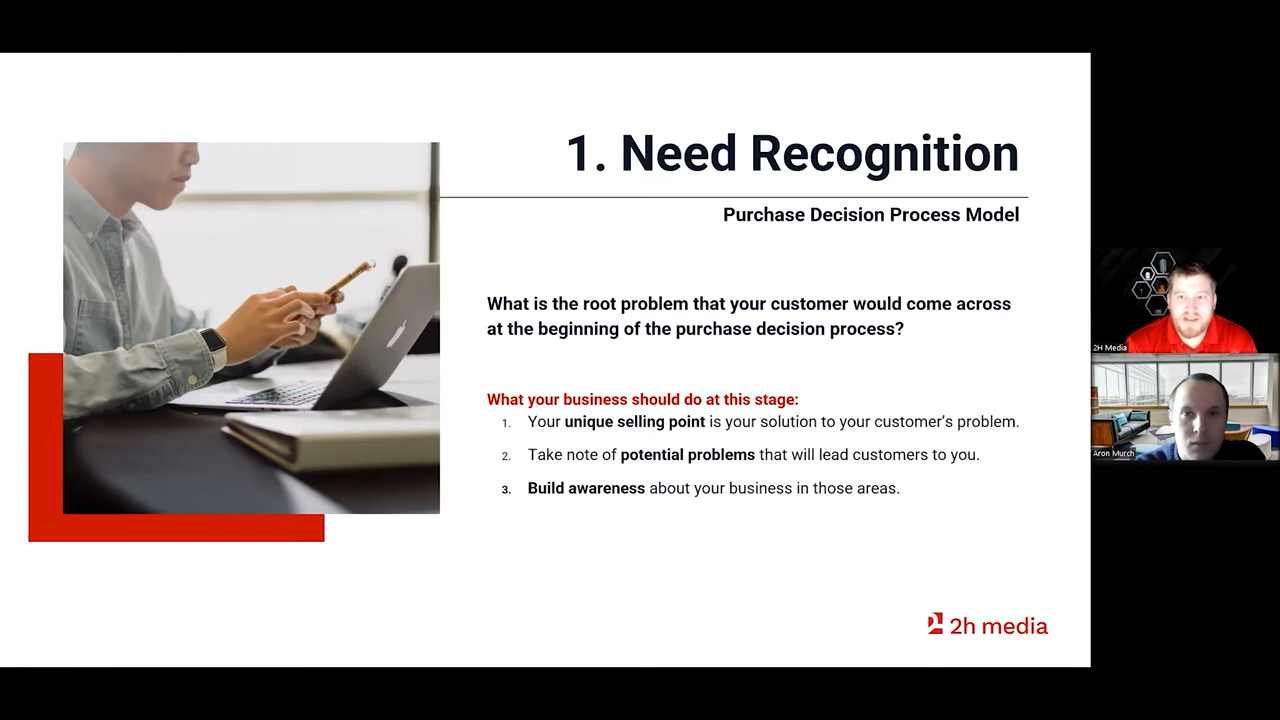 1. Need Recognition
Purchase Decision Process Model
What is the root problem that your customer would come across
at the beginning of the purchase decision process?
What your business should do at this stage:
1. Your unique selling point is your solution to your customer’s problem.
2. Take note of potential problems that will lead customers to you.
3. Build awareness about your business in those areas.
2h media
2H Media
Aron Murch